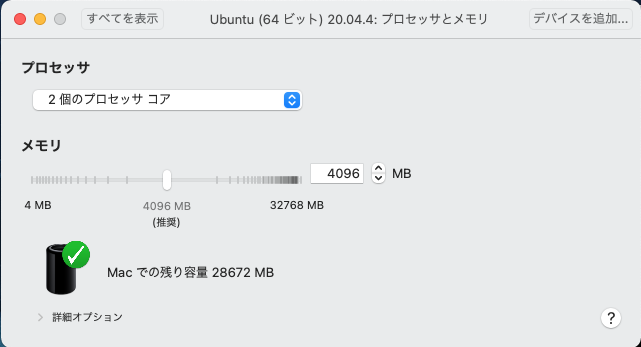 すべてを表示 Ubuntu (64 ビット) 20.04.4: プロセッサとメモリ デバイスを追加...
プロセッサ
2 個のプロセッサ コア
メモリ
4096 MB
4 MB 4096 MB 32768 MB
(推奨)
Mac での残り容量 28672 MB
詳細オプション ?